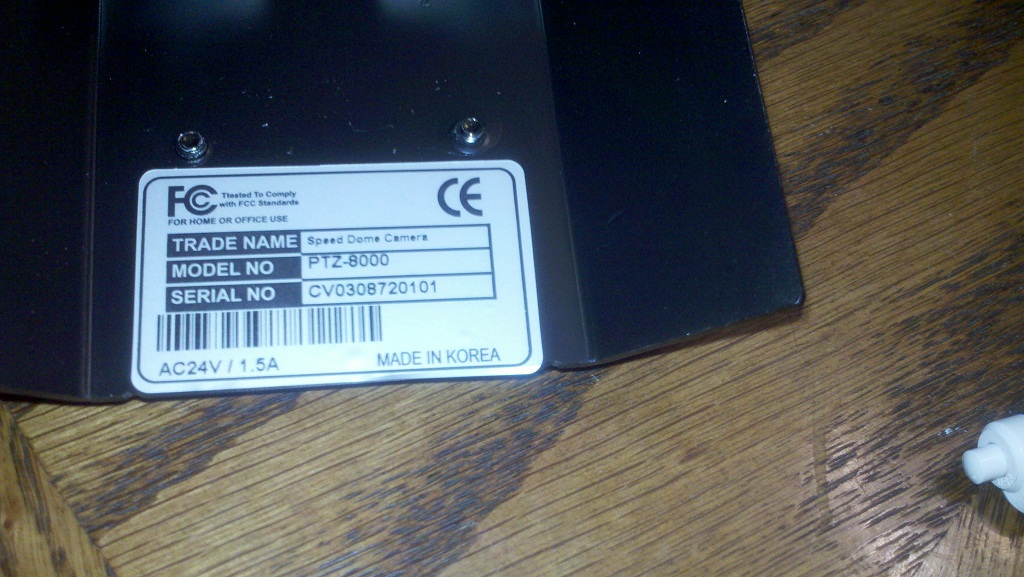 FC Ttested To Comply
with FCC Standards
CE
FOR HOME OR OFFICE USE
TRADE NAME Speed Dome Camera
MODEL NO PTZ-8000
SERIAL NO CV0308720101
AC24V / 1.5A MADE IN KOREA